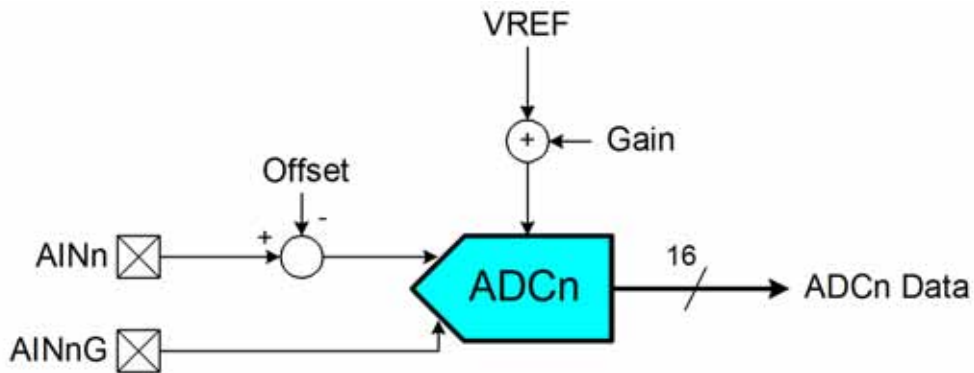 VREF
+
Gain
Offset
-
+
AINn
ADCn
16
ADCn Data
AINnG